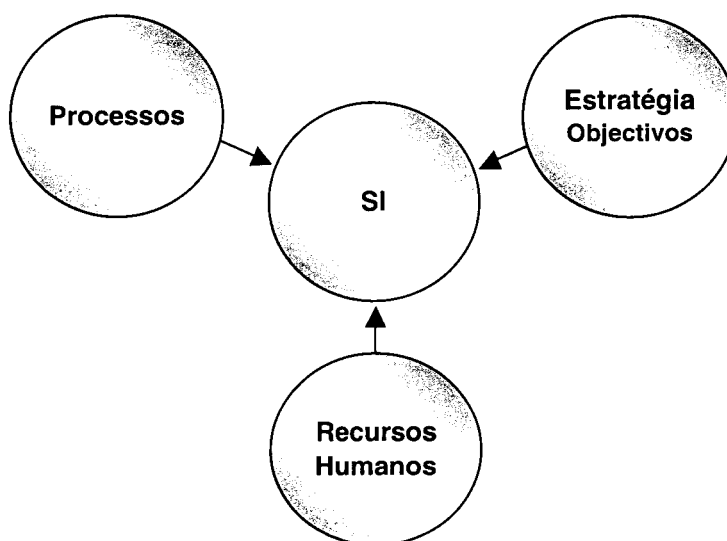 Processos
Estratégia
Objectivos
SI
Recursos
Humanos